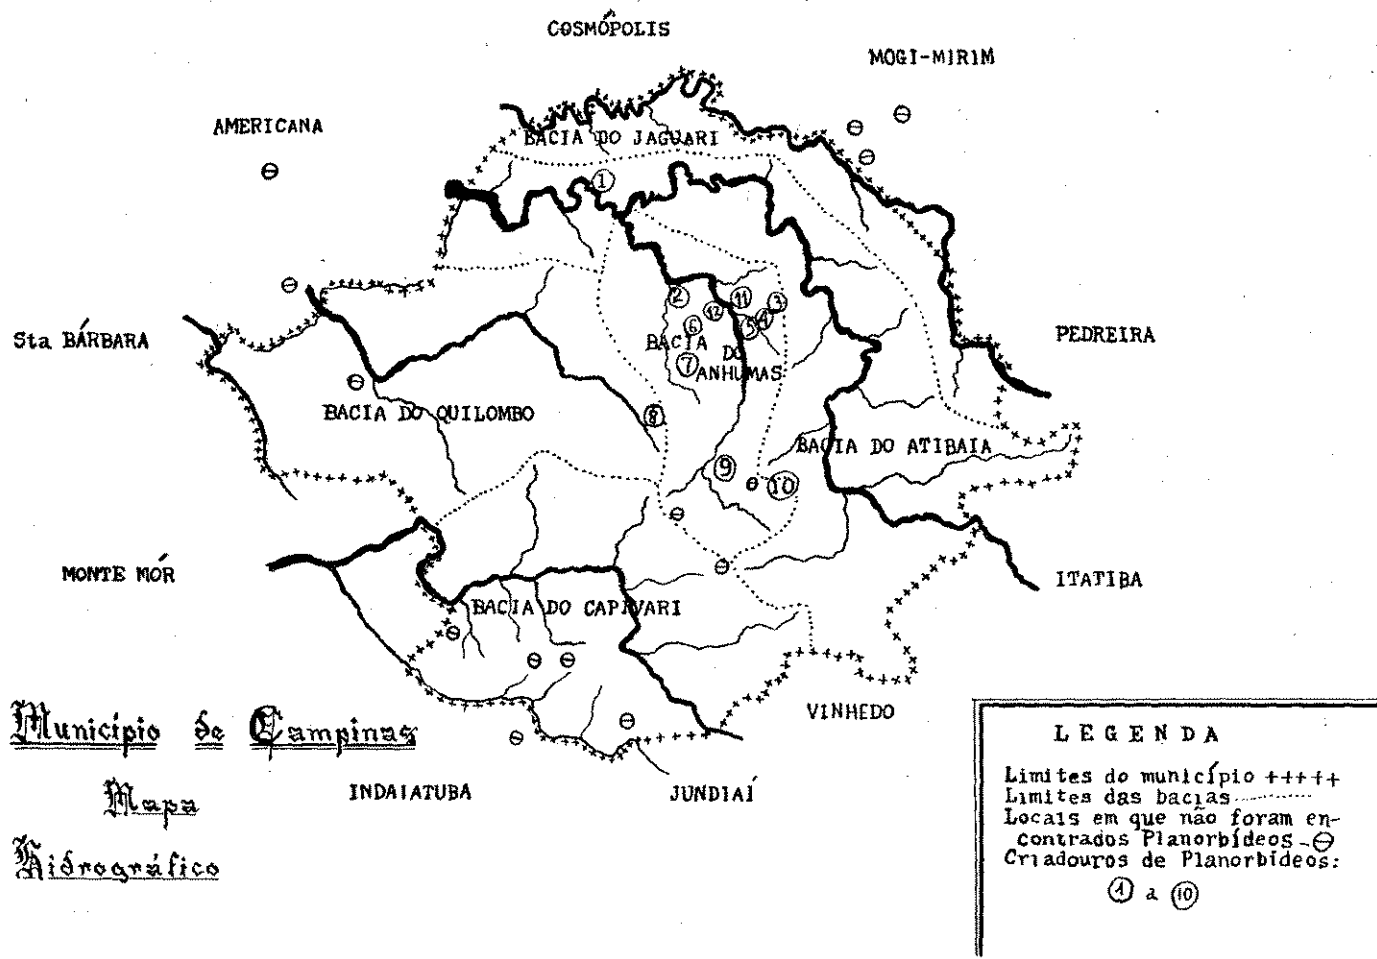 COSMÓPOLIS
MOGI-MIRIM
AMERICANA
BACIA DO JAGUARI
1
Sta BÁRBARA
2
12
11
3
6
5
4
BACIA
DO
7
ANHUMAS
PEDREIRA
BACIA DO QUILOMBO
8
BACIA DO ATIBAIA
9
10
MONTE MÓR
ITATIBA
BACIA DO CAPIVARI
VINHEDO
Município de Campinas
Mapa
Hidrográfico
INDAIATUBA
JUNDIAÍ
LEGENDA
Limites do município +++++
Limites das bacias ..........
Locais em que não foram en-
contrados Planorbídeos - ⊖
Criadouros de Planorbídeos:
1 a 10